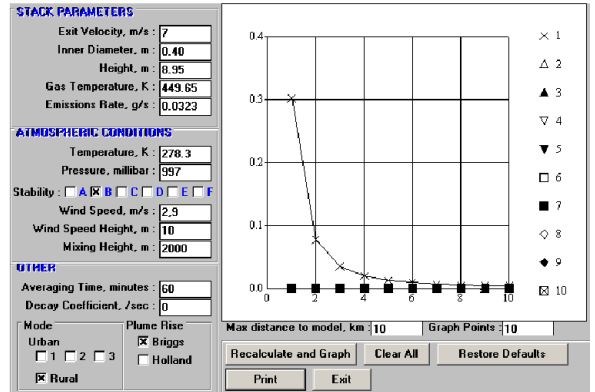 STACK PARAMETERS
Exit Velocity, m/s : 7
Inner Diameter, m : 0.40
Height, m : 8.95
Gas Temperature, K : 449.65
Emissions Rate, g/s : 0.0323
ATMOSPHERIC CONDITIONS
Temperature, K : 278.3
Pressure, millibar : 997
Stability : A B C D E F
Wind Speed, m/s : 2,9
Wind Speed Height, m : 10
Mixing Height, m : 2000
OTHER
Averaging Time, minutes : 60
Decay Coefficient, /sec : 0
Mode
Urban
1 2 3
Rural
Plume Rise
Briggs
Holland
0.4
0.3
0.2
0.1
0.0
0 2 4 6 8 10
1
2
3
4
5
6
7
8
9
10
Max distance to model, km : 10 Graph Points : 10
Recalculate and Graph Clear All Restore Defaults
Print Exit